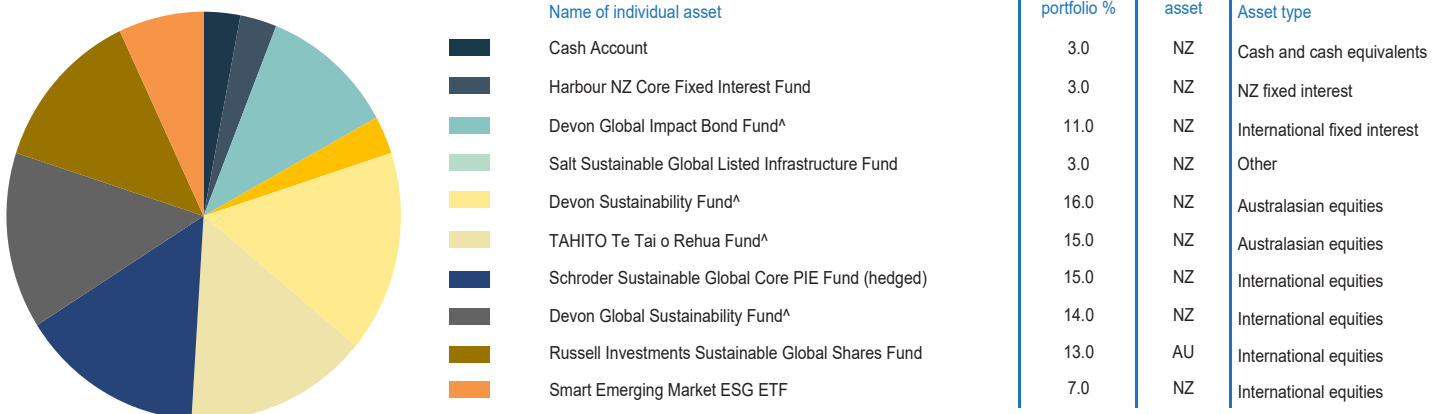 Name of individual asset portfolio % asset Asset type
Cash Account 3.0 NZ Cash and cash equivalents
Harbour NZ Core Fixed Interest Fund 3.0 NZ NZ fixed interest
Devon Global Impact Bond Fund^ 11.0 NZ International fixed interest
Salt Sustainable Global Listed Infrastructure Fund 3.0 NZ Other
Devon Sustainability Fund^ 16.0 NZ Australasian equities
TAHITO Te Tai o Rehua Fund^ 15.0 NZ Australasian equities
Schroder Sustainable Global Core PIE Fund (hedged) 15.0 NZ International equities
Devon Global Sustainability Fund^ 14.0 NZ International equities
Russell Investments Sustainable Global Shares Fund 13.0 AU International equities
Smart Emerging Market ESG ETF 7.0 NZ International equities